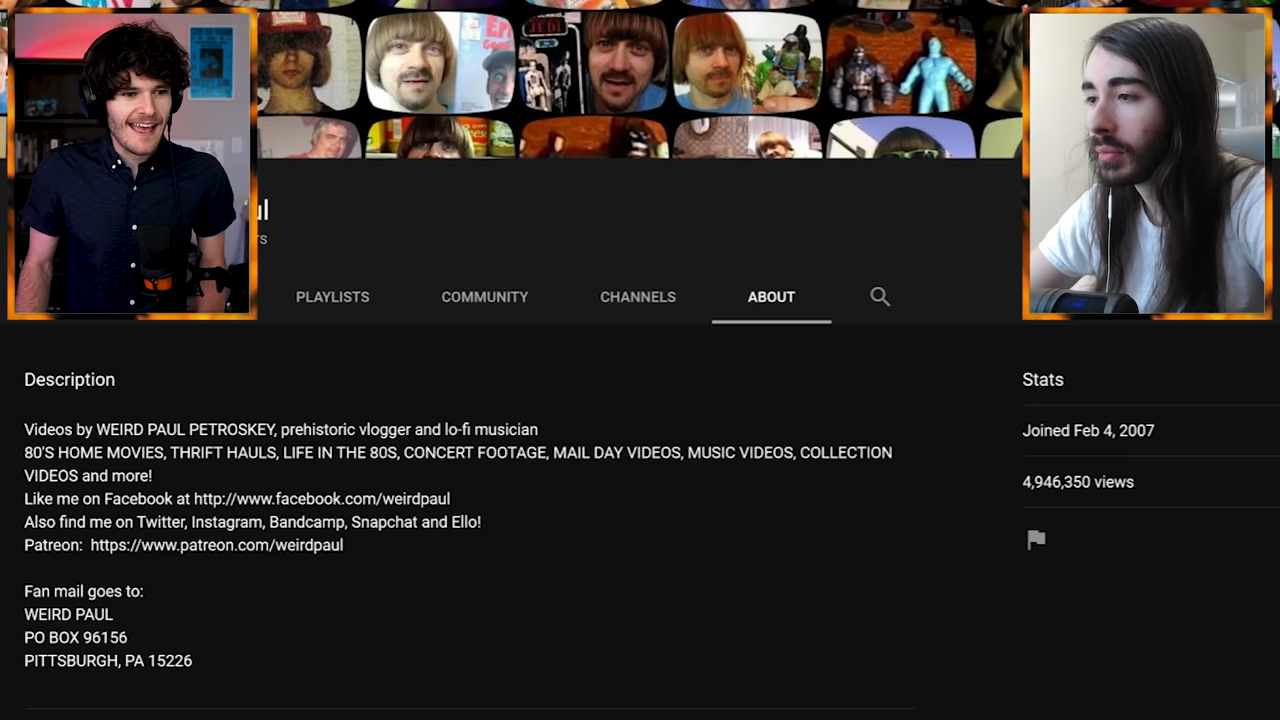 JEDI
ul
rs
PLAYLISTS
COMMUNITY
CHANNELS
ABOUT
Description
Videos by WEIRD PAUL PETROSKEY, prehistoric vlogger and lo-fi musician
80'S HOME MOVIES, THRIFT HAULS, LIFE IN THE 80S, CONCERT FOOTAGE, MAIL DAY VIDEOS, MUSIC VIDEOS, COLLECTION
VIDEOS and more!
Like me on Facebook at http://www.facebook.com/weirdpaul
Also find me on Twitter, Instagram, Bandcamp, Snapchat and Ello!
Patreon: https://www.patreon.com/weirdpaul
Fan mail goes to:
WEIRD PAUL
PO BOX 96156
PITTSBURGH, PA 15226
Stats
Joined Feb 4, 2007
4,946,350 views